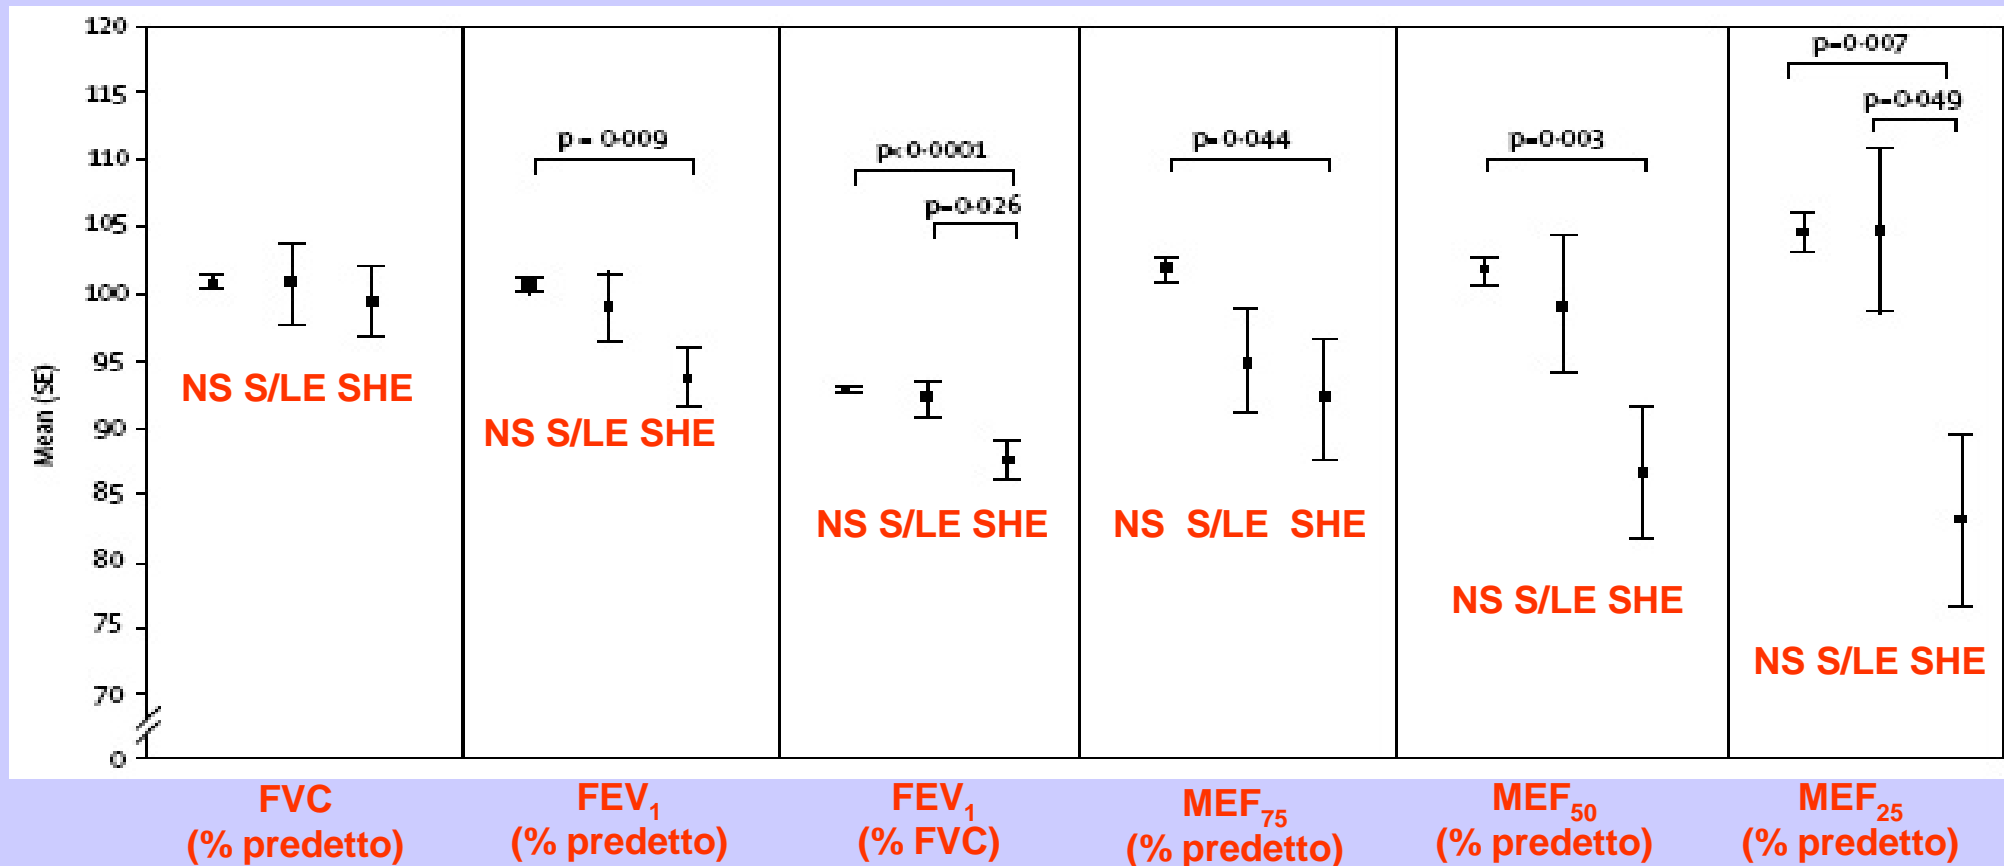 120
115
110
105
100
95
90
85
80
75
70
0
Mean (SE)
NS S/LE SHE
p = 0·009
NS S/LE SHE
p<0·0001
p=0·026
NS S/LE SHE
p=0·044
NS S/LE SHE
p=0·003
NS S/LE SHE
p=0·007
p=0·049
NS S/LE SHE
FVC
(% predetto)
FEV1
(% predetto)
FEV1
(% FVC)
MEF75
(% predetto)
MEF50
(% predetto)
MEF25
(% predetto)